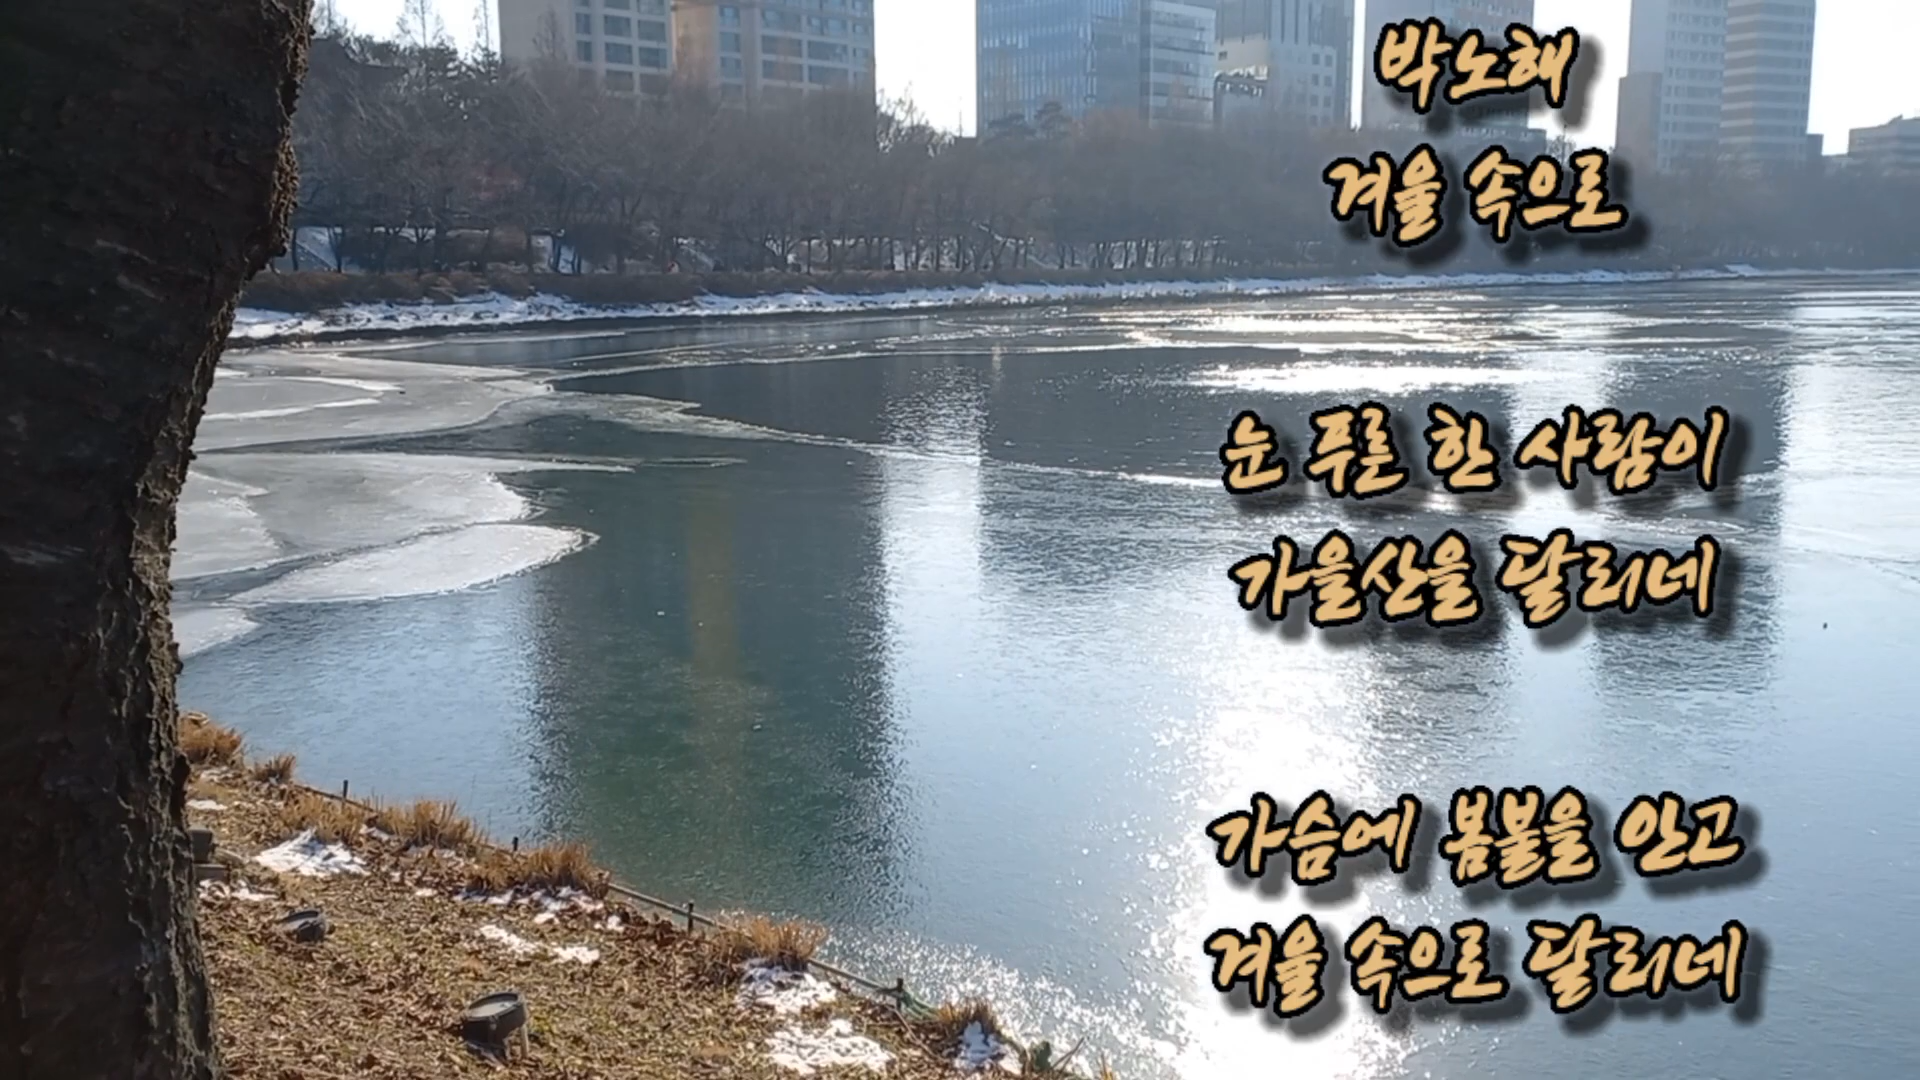 박노해
겨울 속으로
눈 푸른 한 사람이
가을산을 달리네
가슴에 봄불을 안고
겨울 속으로 달리네